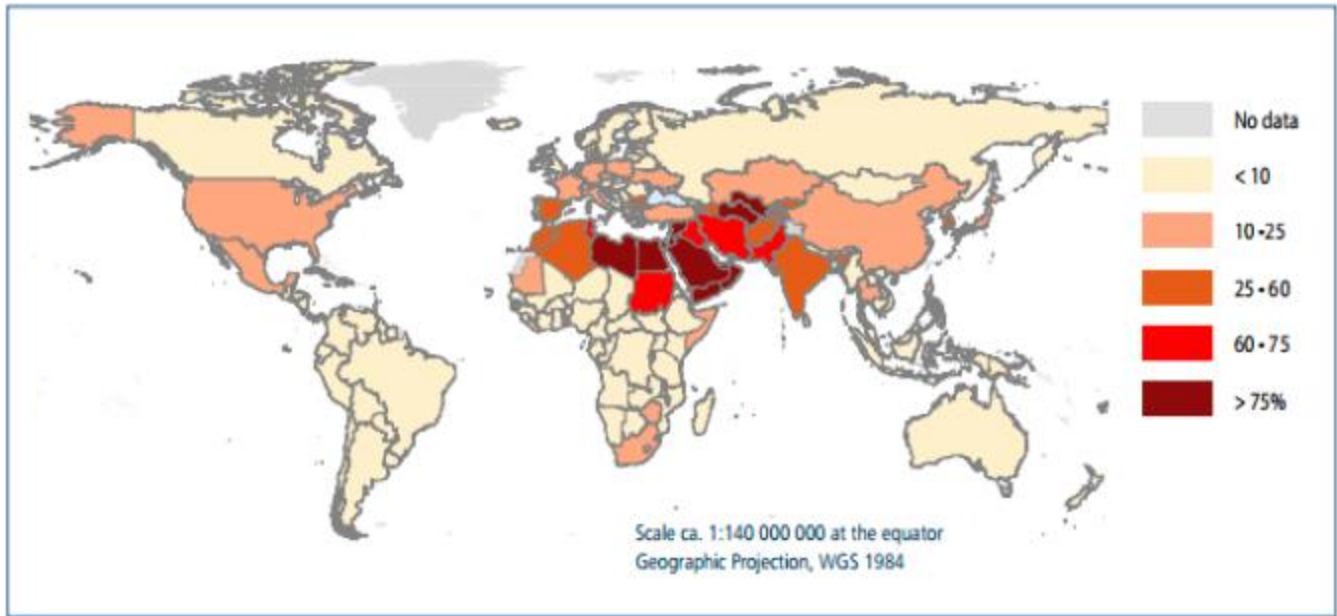 No data
< 10
10•25
25•60
60•75
> 75%
Scale ca. 1:140 000 000 at the equator
Geographic Projection, WGS 1984